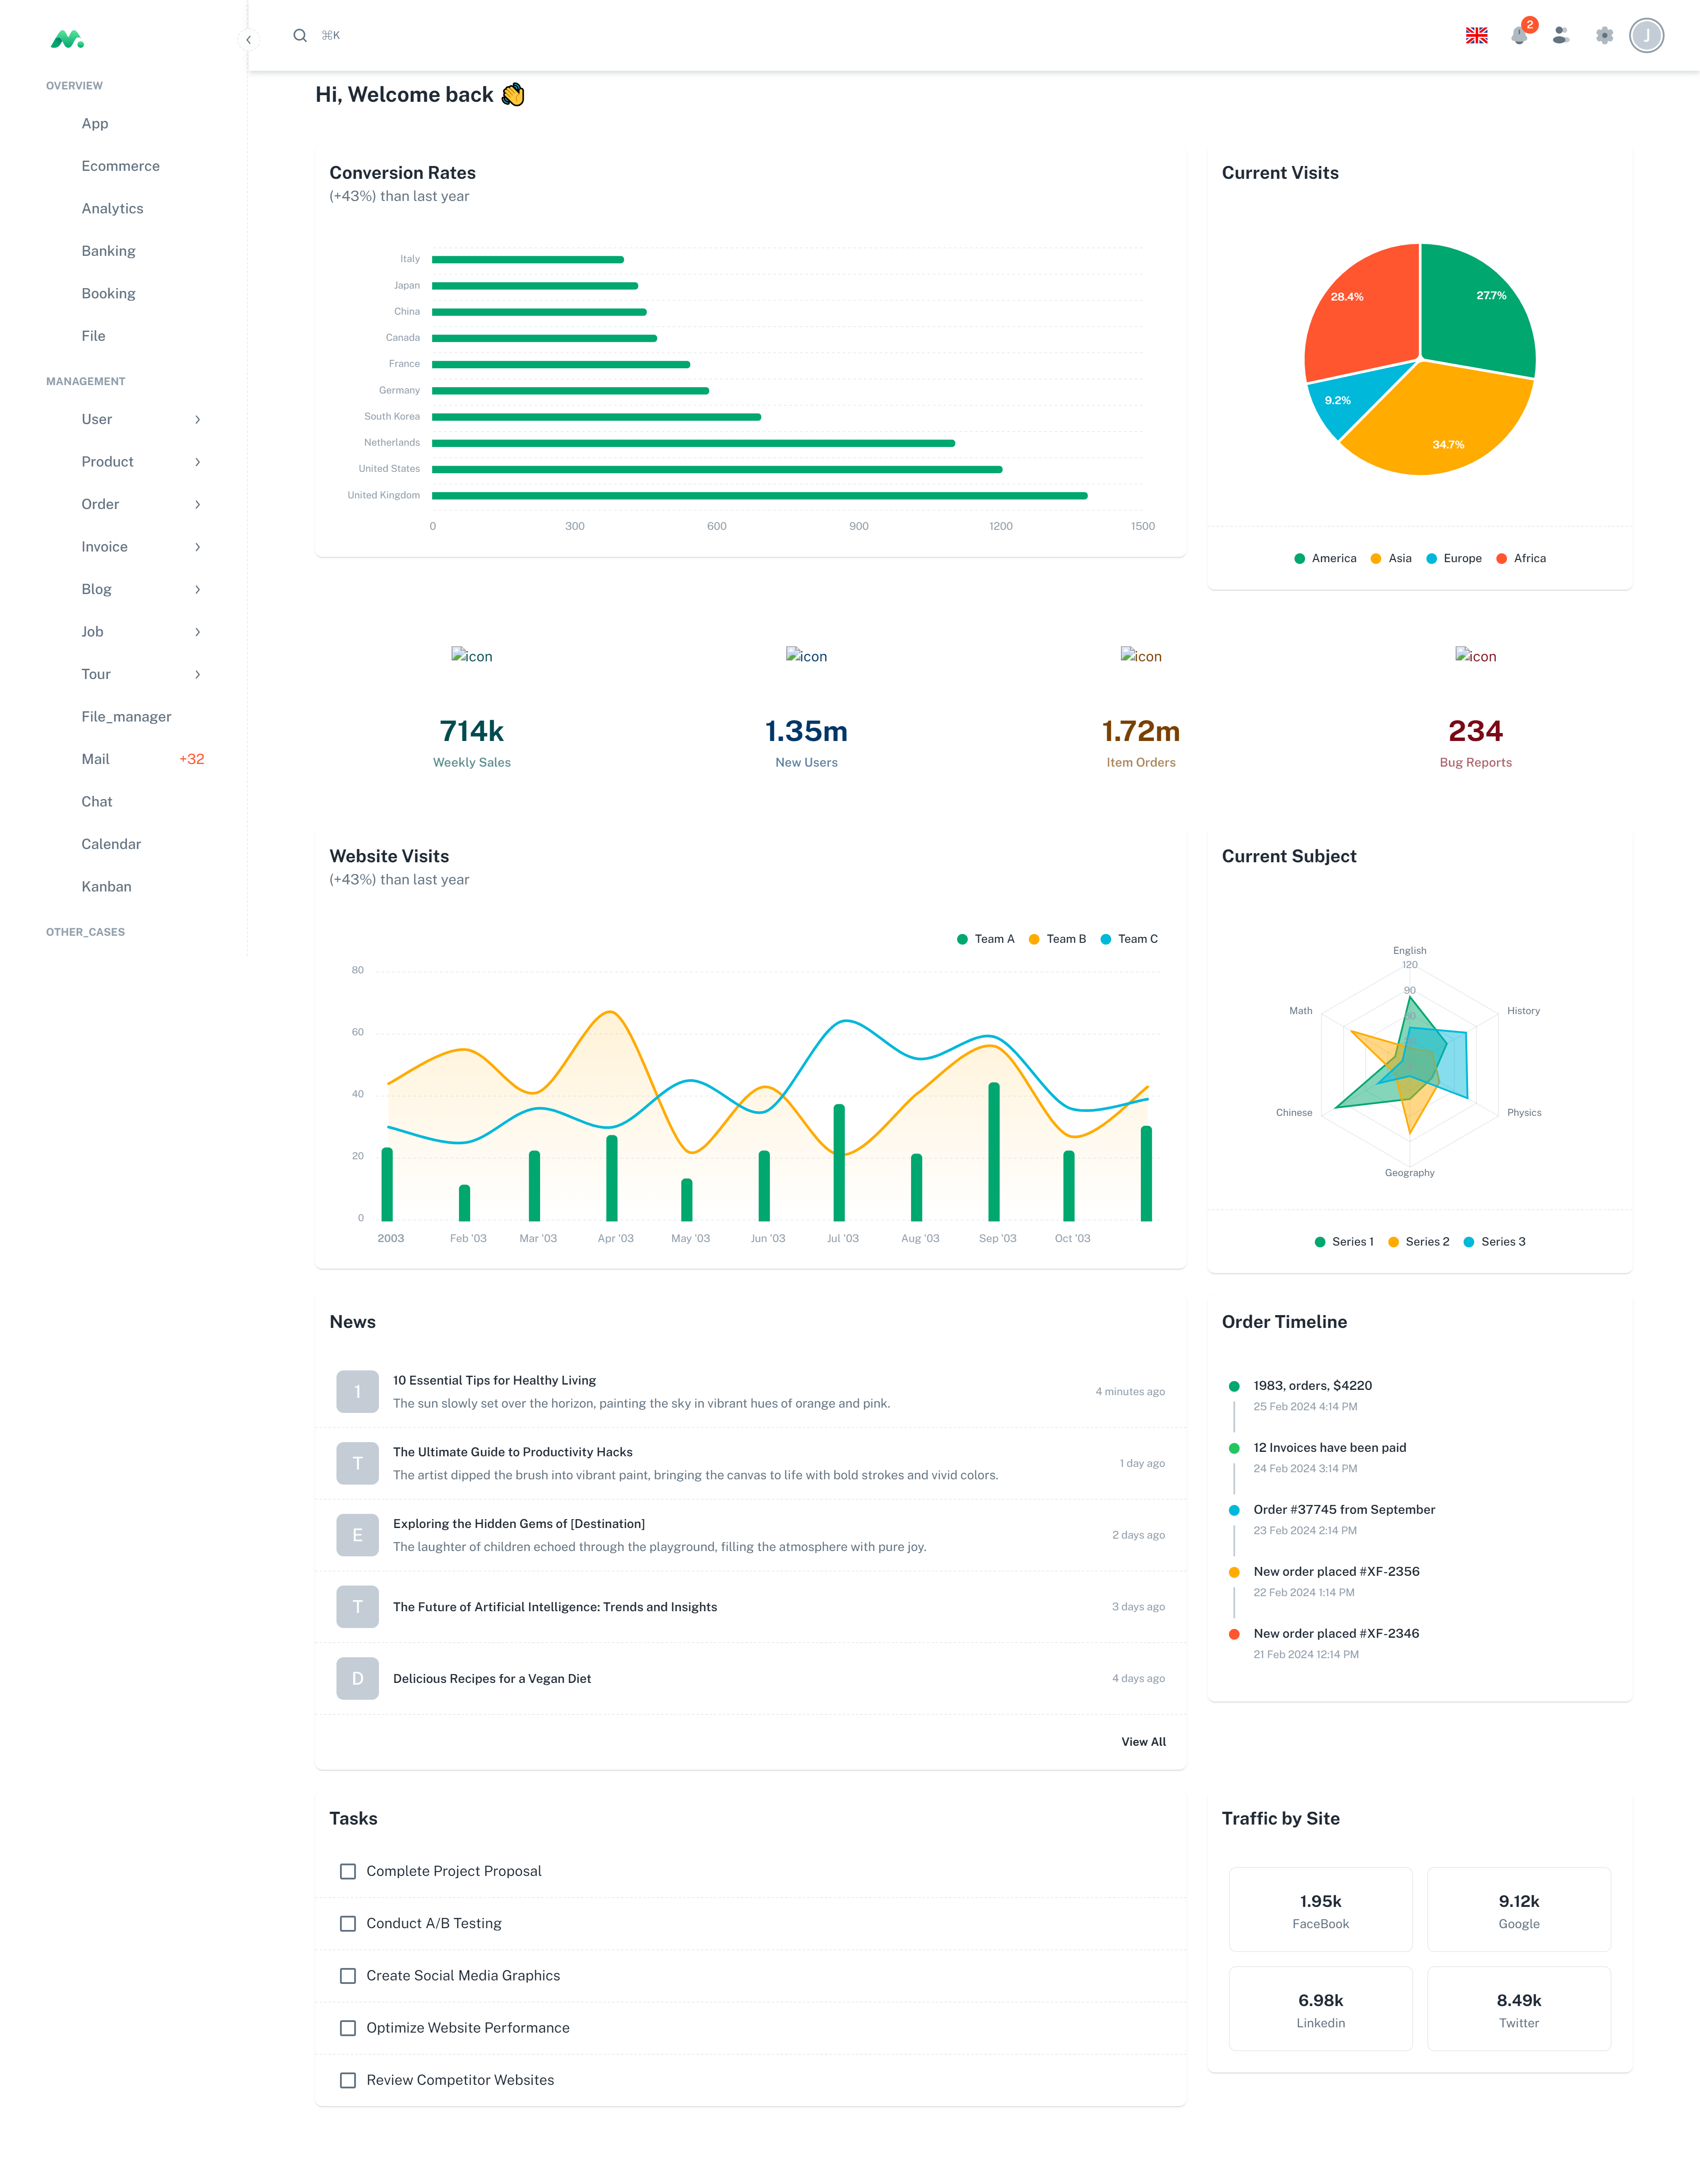 ⌘K
2
J
OVERVIEW
App
Ecommerce
Analytics
Banking
Booking
File
MANAGEMENT
User
Product
Order
Invoice
Blog
Job
Tour
File_manager
Mail +32
Chat
Calendar
Kanban
OTHER_CASES
Hi, Welcome back 👋
Conversion Rates
(+43%) than last year
Italy
Japan
China
Canada
France
Germany
South Korea
Netherlands
United States
United Kingdom
0 300 600 900 1200 1500
Current Visits
28.4% 27.7%
9.2%
34.7%
America Asia Europe Africa
icon
714k
Weekly Sales
icon
1.35m
New Users
icon
1.72m
Item Orders
icon
234
Bug Reports
Website Visits
(+43%) than last year
Team A Team B Team C
80
60
40
20
0
2003 Feb '03 Mar '03 Apr '03 May '03 Jun '03 Jul '03 Aug '03 Sep '03 Oct '03
Current Subject
English
120
90
Math History
Chinese Physics
Geography
Series 1 Series 2 Series 3
News
1
10 Essential Tips for Healthy Living
The sun slowly set over the horizon, painting the sky in vibrant hues of orange and pink.
4 minutes ago
T
The Ultimate Guide to Productivity Hacks
The artist dipped the brush into vibrant paint, bringing the canvas to life with bold strokes and vivid colors.
1 day ago
E
Exploring the Hidden Gems of [Destination]
The laughter of children echoed through the playground, filling the atmosphere with pure joy.
2 days ago
T
The Future of Artificial Intelligence: Trends and Insights
3 days ago
D
Delicious Recipes for a Vegan Diet
4 days ago
View All
Order Timeline
1983, orders, $4220
25 Feb 2024 4:14 PM
12 Invoices have been paid
24 Feb 2024 3:14 PM
Order #37745 from September
23 Feb 2024 2:14 PM
New order placed #XF-2356
22 Feb 2024 1:14 PM
New order placed #XF-2346
21 Feb 2024 12:14 PM
Tasks
Complete Project Proposal
Conduct A/B Testing
Create Social Media Graphics
Optimize Website Performance
Review Competitor Websites
Traffic by Site
1.95k
FaceBook
9.12k
Google
6.98k
Linkedin
8.49k
Twitter